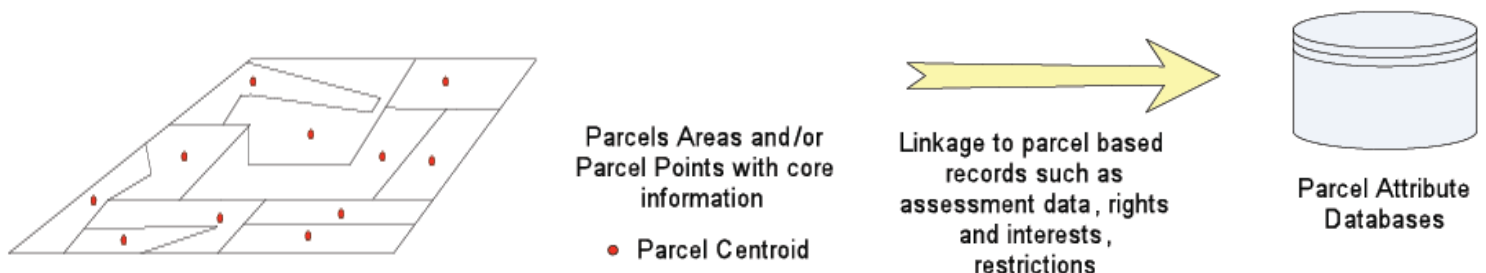 Parcels Areas and/or
Parcel Points with core
information
Parcel Centroid
Linkage to parcel based
records such as
assessment data, rights
and interests,
restrictions
Parcel Attribute
Databases